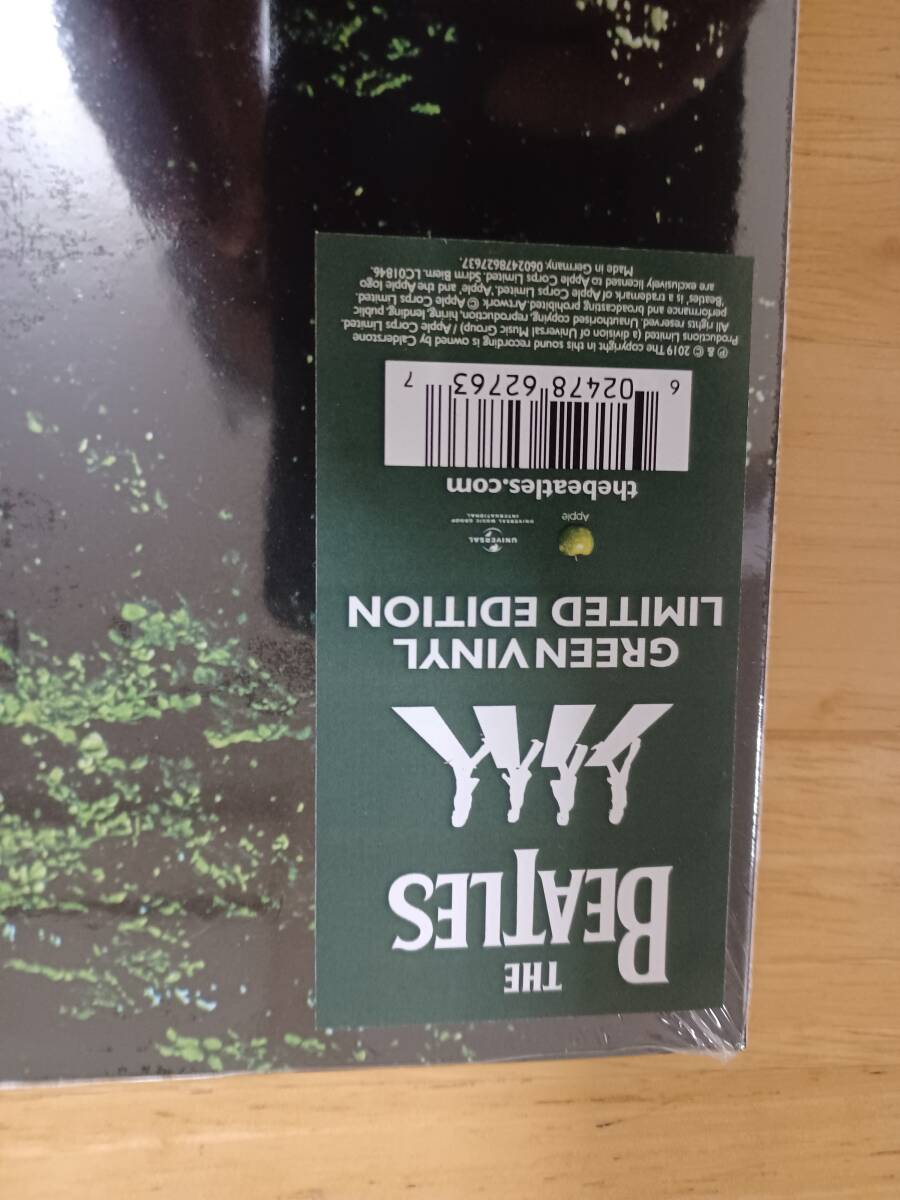 THE
BEATLES
GREEN VINYL
LIMITED EDITION
Apple
UNIVERSAL
UNIVERSAL MUSIC GROUP
INTERNATIONAL
thebeatles.com
6 02478 62763 7
℗ & © 2019 The copyright in this sound recording is owned by Calderstone
Productions Limited (a division of Universal Music Group) / Apple Corps Limited.
All rights reserved. Unauthorised copying, reproduction, hiring, lending, public
performance and broadcasting prohibited. Artwork © Apple Corps Limited.
'Beatles' is a trademark of Apple Corps Limited. 'Apple' and the Apple logo
are exclusively licensed to Apple Corps Limited. Sdrm Biem. LC01846.
Made in Germany. 0602478627637.